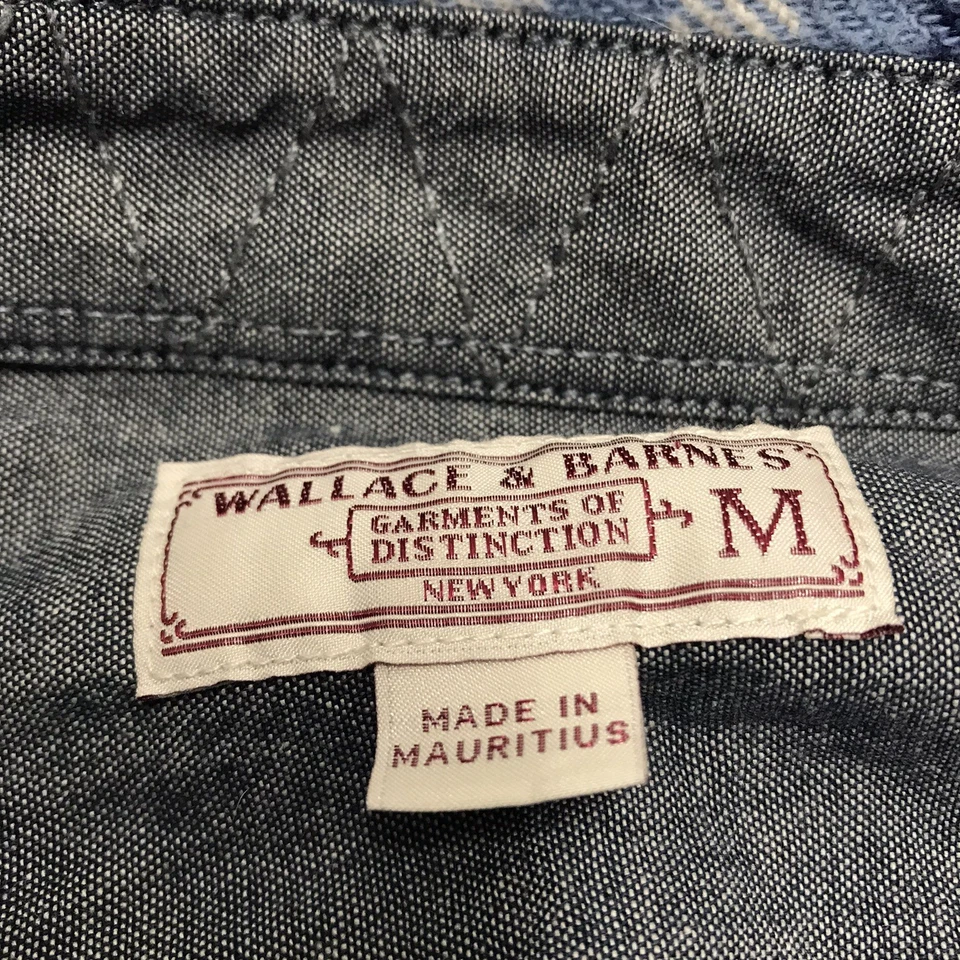 WALLACE & BARNES
GARMENTS OF
DISTINCTION
NEW YORK
M
MADE IN
MAURITIUS